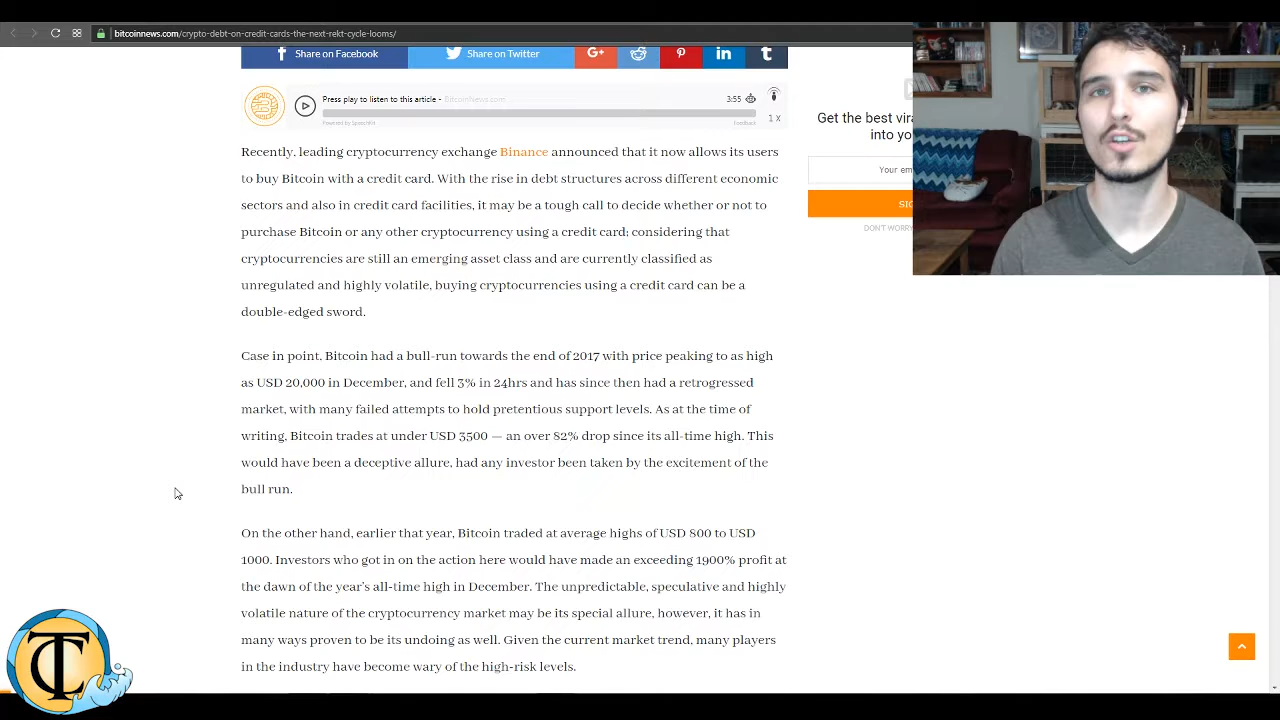 bitcoinnews.com/crypto-debt-on-credit-cards-the-next-rekt-cycle-looms/
Share on Facebook
Share on Twitter
Press play to listen to this article - BitcoinNews.com
3:55
Powered by SpeechKit
Feedback
1 X
Get the best vir
into yo
Your em
SIG
DON'T WORRY
Recently, leading cryptocurrency exchange Binance announced that it now allows its users
to buy Bitcoin with a credit card. With the rise in debt structures across different economic
sectors and also in credit card facilities, it may be a tough call to decide whether or not to
purchase Bitcoin or any other cryptocurrency using a credit card; considering that
cryptocurrencies are still an emerging asset class and are currently classified as
unregulated and highly volatile, buying cryptocurrencies using a credit card can be a
double-edged sword.
Case in point, Bitcoin had a bull-run towards the end of 2017 with price peaking to as high
as USD 20,000 in December, and fell 3% in 24hrs and has since then had a retrogressed
market, with many failed attempts to hold pretentious support levels. As at the time of
writing, Bitcoin trades at under USD 3500 — an over 82% drop since its all-time high. This
would have been a deceptive allure, had any investor been taken by the excitement of the
bull run.
On the other hand, earlier that year, Bitcoin traded at average highs of USD 800 to USD
1000. Investors who got in on the action here would have made an exceeding 1900% profit at
the dawn of the year's all-time high in December. The unpredictable, speculative and highly
volatile nature of the cryptocurrency market may be its special allure, however, it has in
many ways proven to be its undoing as well. Given the current market trend, many players
in the industry have become wary of the high-risk levels.
TC